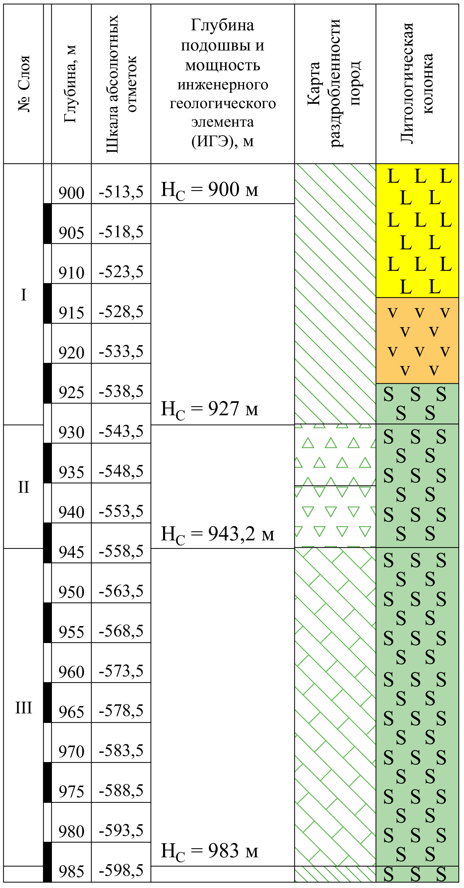 № Слоя
Глубина, м
Шкала абсолютных
отметок
Глубина
подошвы и
мощность
инженерного
геологического
элемента
(ИГЭ), м
Карта
раздробленности
пород
Литологическая
колонка
I
II
III
900 -513,5
905 -518,5
910 -523,5
915 -528,5
920 -533,5
925 -538,5
930 -543,5
935 -548,5
940 -553,5
945 -558,5
950 -563,5
955 -568,5
960 -573,5
965 -578,5
970 -583,5
975 -588,5
980 -593,5
985 -598,5
HC = 900 м
HC = 927 м
HC = 943,2 м
HC = 983 м
L L L
L L
L L L
L L
L L L
L L
v v v
v v
v v v
v v
S S S
S S
S S S
S S
S S S
S S
S S S
S S
S S S
S S
S S S
S S
S S S
S S
S S S
S S
S S S
S S
S S S
S S
S S S
S S
S S S
S S
S S S